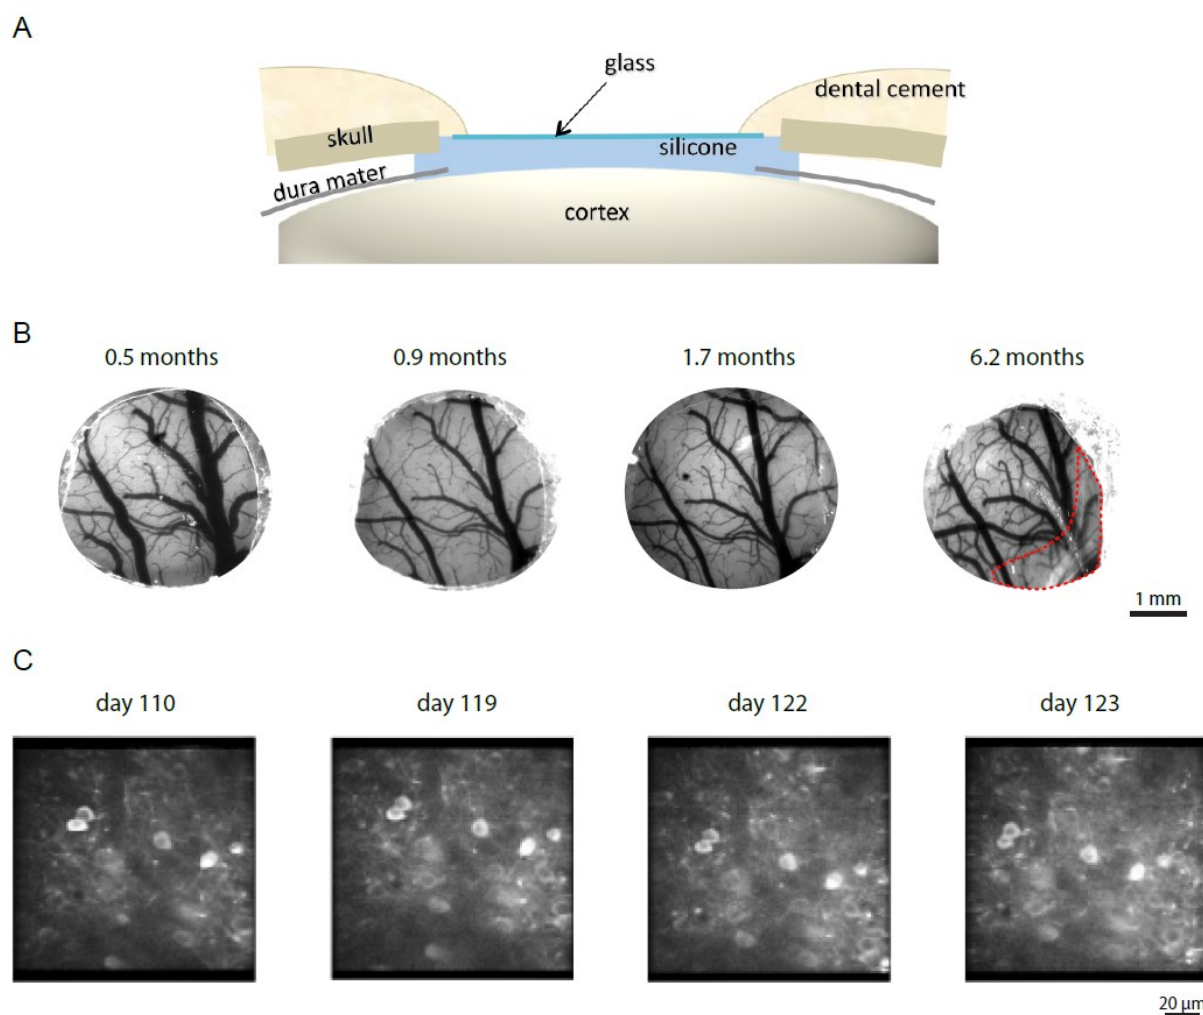 A
glass
dental cement
skull
silicone
dura mater
cortex
B
0.5 months
0.9 months
1.7 months
6.2 months
1 mm
C
day 110
day 119
day 122
day 123
20 µm